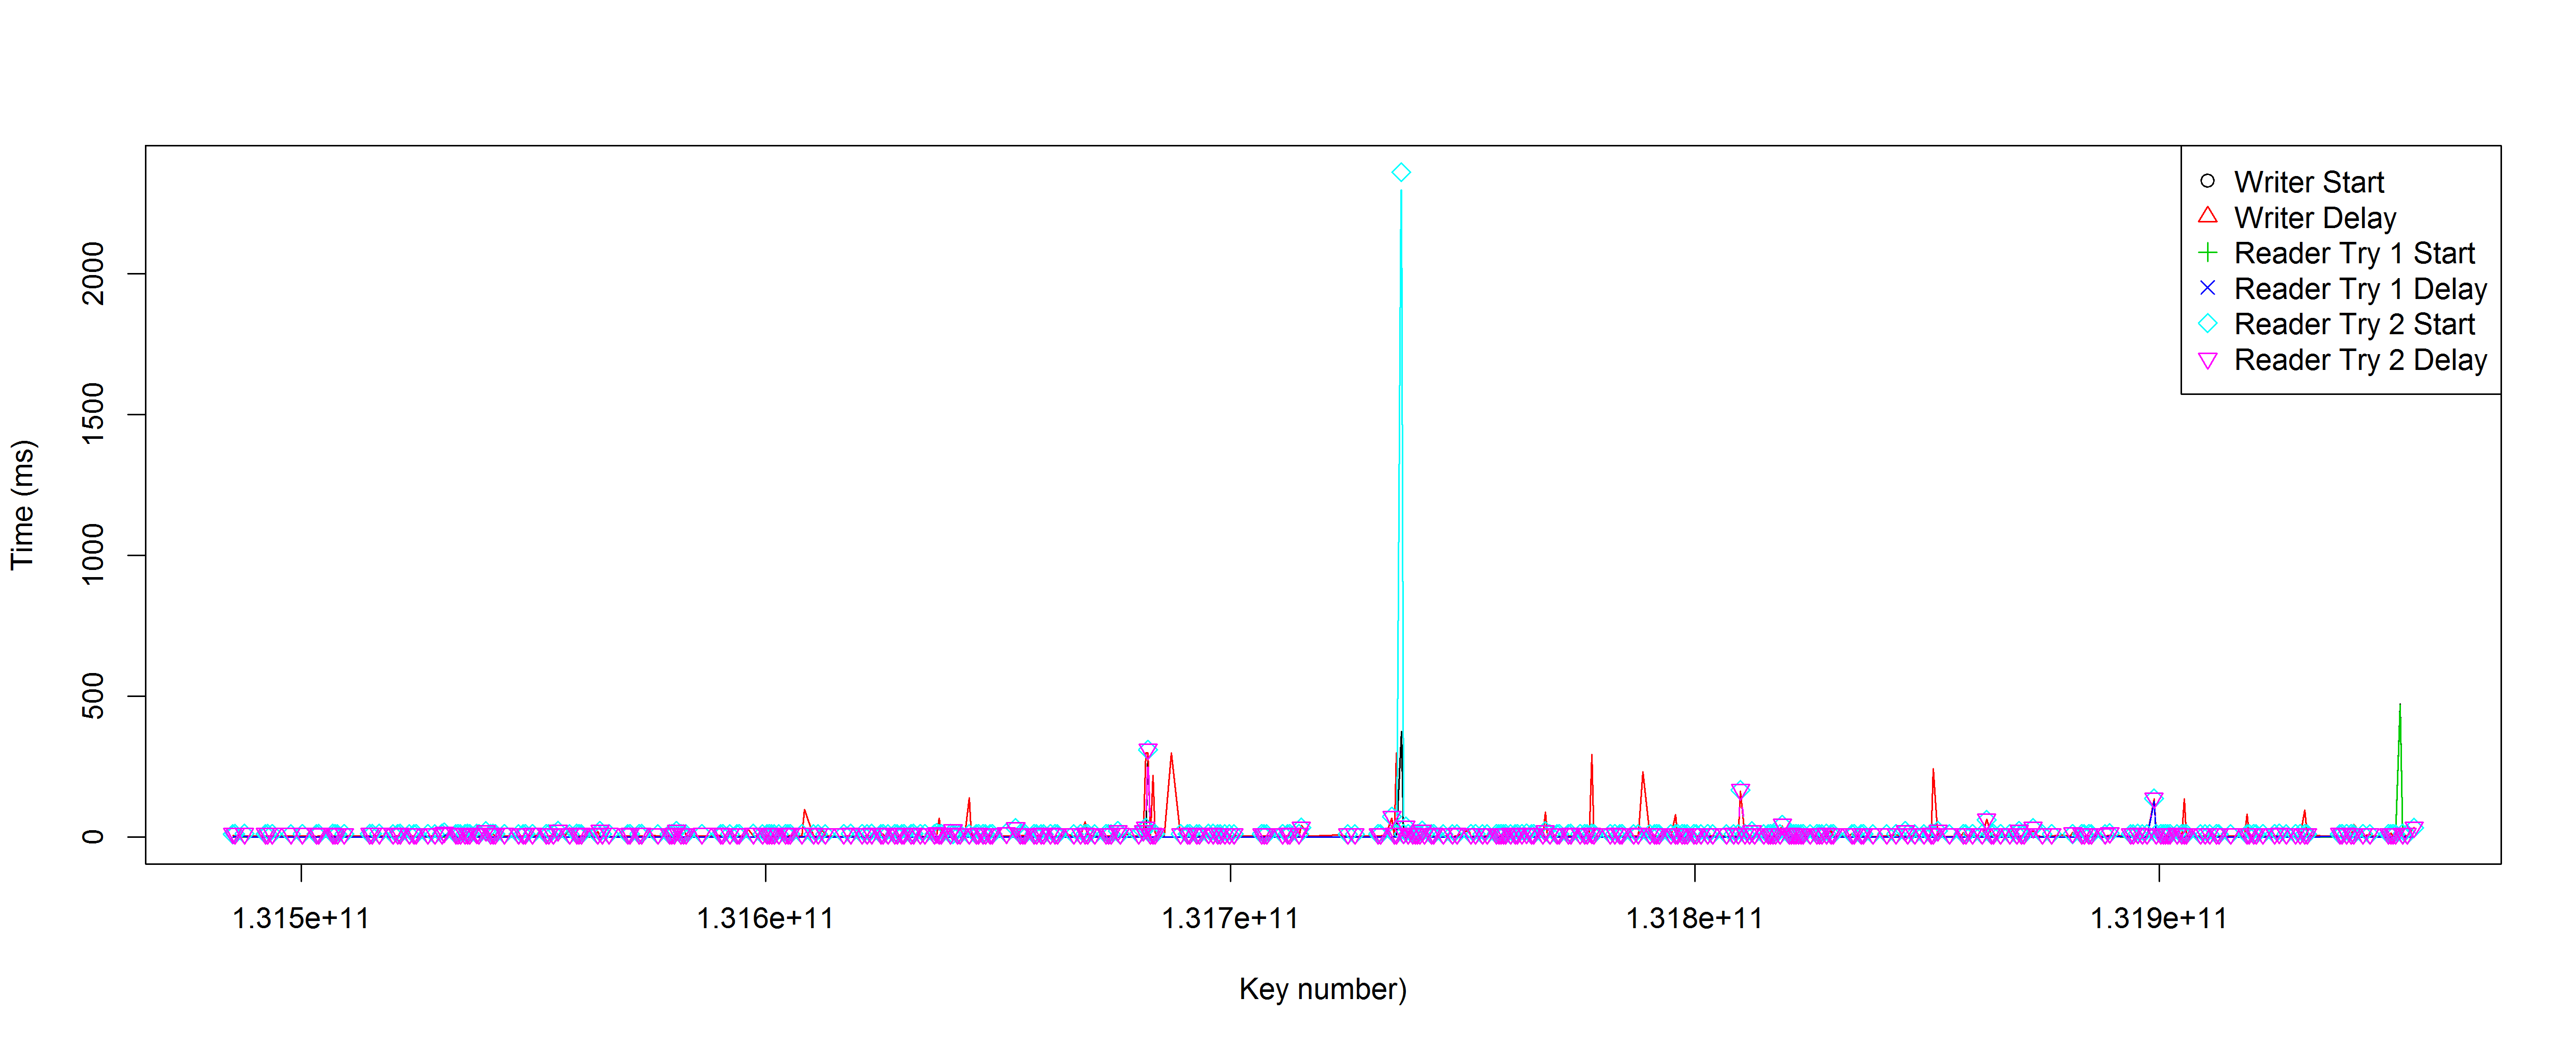 Writer Start
Writer Delay
Reader Try 1 Start
Reader Try 1 Delay
Reader Try 2 Start
Reader Try 2 Delay
Time (ms)
2000
1500
1000
500
0
1.315e+11
1.316e+11
1.317e+11
1.318e+11
1.319e+11
Key number)